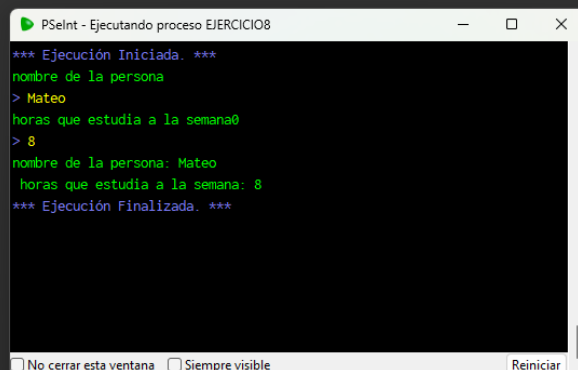 PSeInt - Ejecutando proceso EJERCICIO8
*** Ejecución Iniciada. ***
nombre de la persona
> Mateo
horas que estudia a la semana0
> 8
nombre de la persona: Mateo
horas que estudia a la semana: 8
*** Ejecución Finalizada. ***
No cerrar esta ventana Siempre visible Reiniciar